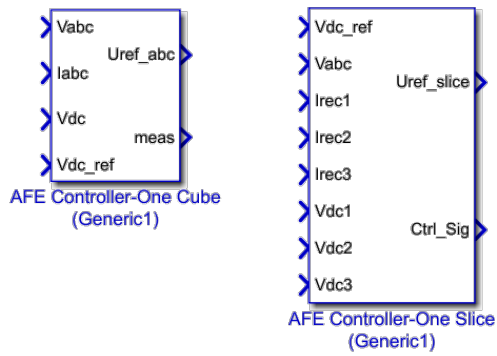 Vabc
Iabc
Vdc
Vdc_ref
Uref_abc
meas
AFE Controller-One Cube
(Generic1)
Vdc_ref
Vabc
Irec1
Irec2
Irec3
Vdc1
Vdc2
Vdc3
Uref_slice
Ctrl_Sig
AFE Controller-One Slice
(Generic1)